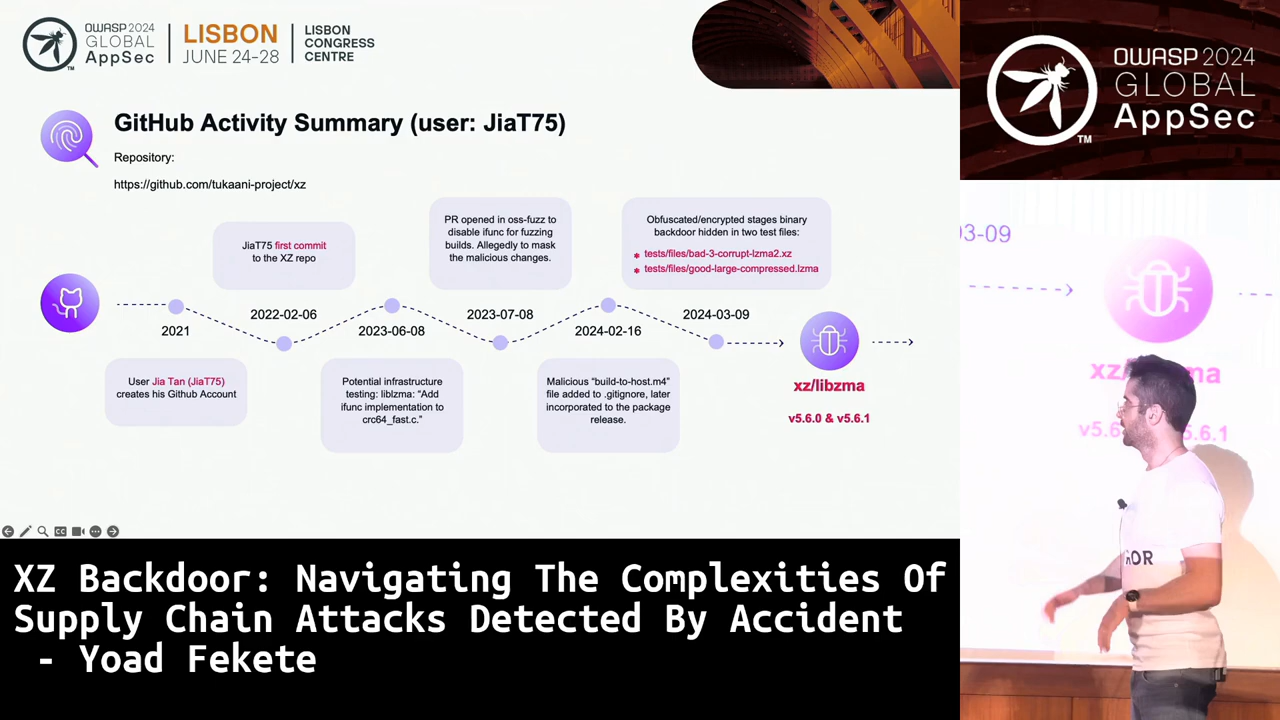 OWASP 2024
GLOBAL
AppSec
TM
LISBON
JUNE 24-28
LISBON
CONGRESS
CENTRE
OWASP 2024
GLOBAL
AppSec
TM
GitHub Activity Summary (user: JiaT75)
Repository:
https://github.com/tukaani-project/xz
JiaT75 first commit
to the XZ repo
PR opened in oss-fuzz to
disable ifunc for fuzzing
builds. Allegedly to mask
the malicious changes.
Obfuscated/encrypted stages binary
backdoor hidden in two test files:
* tests/files/bad-3-corrupt-lzma2.xz
* tests/files/good-large-compressed.lzma
2021
2022-02-06
2023-06-08
2023-07-08
2024-02-16
2024-03-09
User Jia Tan (JiaT75)
creates his Github Account
Potential infrastructure
testing: liblzma: “Add
ifunc implementation to
crc64_fast.c.”
Malicious “build-to-host.m4”
file added to .gitignore, later
incorporated to the package
release.
xz/libzma
v5.6.0 & v5.6.1
03-09
xz/ ma
v5.6 5.6.1
CC
XZ Backdoor: Navigating The Complexities Of
Supply Chain Attacks Detected By Accident
- Yoad Fekete